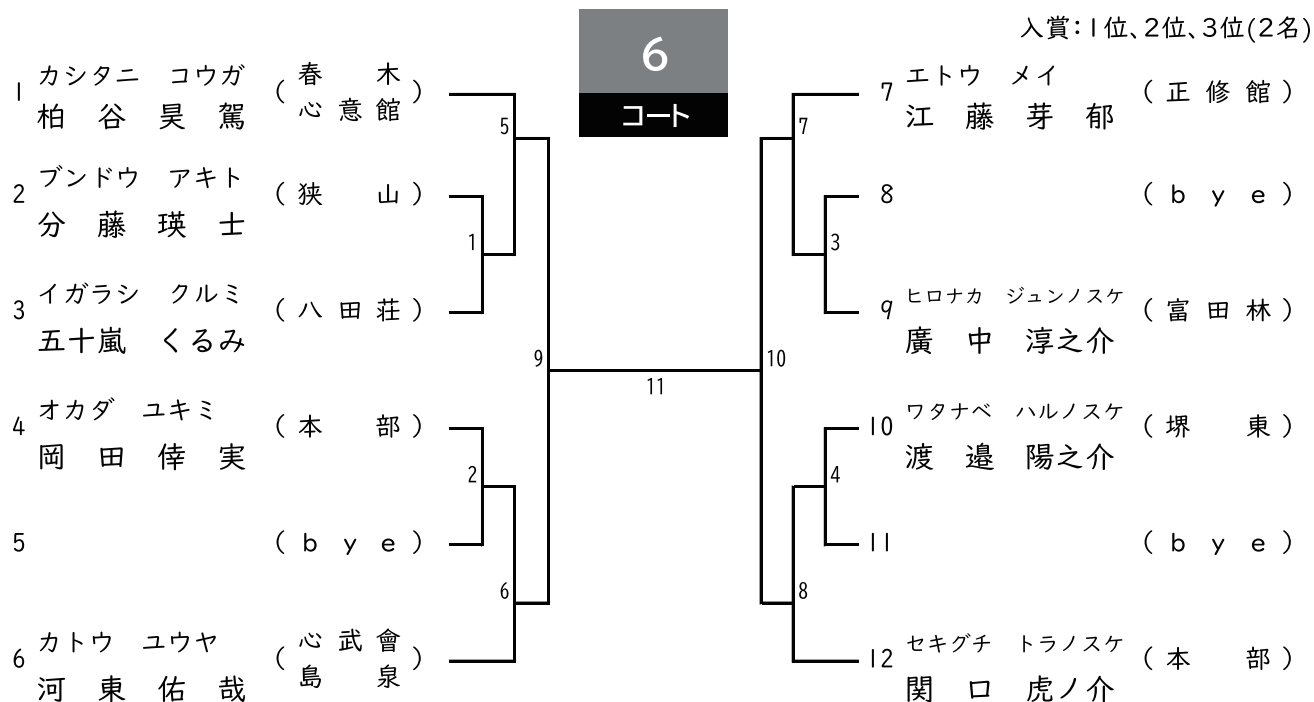 6
コート
入賞：1位、2位、3位(2名)
1 カシタニ コウガ
柏谷昊駕
(春木
心意館)
2 ブンドウ アキト
分藤瑛士
(狭山)
3 イガラシ クルミ
五十嵐 くるみ
(八田荘)
4 オカダ ユキミ
岡田倖実
(本部)
5 (bye)
6 カトウ ユウヤ
河東佑哉
(心武會
島泉)
5
1
2
6
9
11
10
7
3
4
8
7 エトウ メイ
江藤芽郁
(正修館)
8 (bye)
9 ヒロナカ ジュンノスケ
廣中 淳之介
(富田林)
10 ワタナベ ハルノスケ
渡邉 陽之介
(堺東)
11 (bye)
12 セキグチ トラノスケ
関口 虎ノ介
(本部)